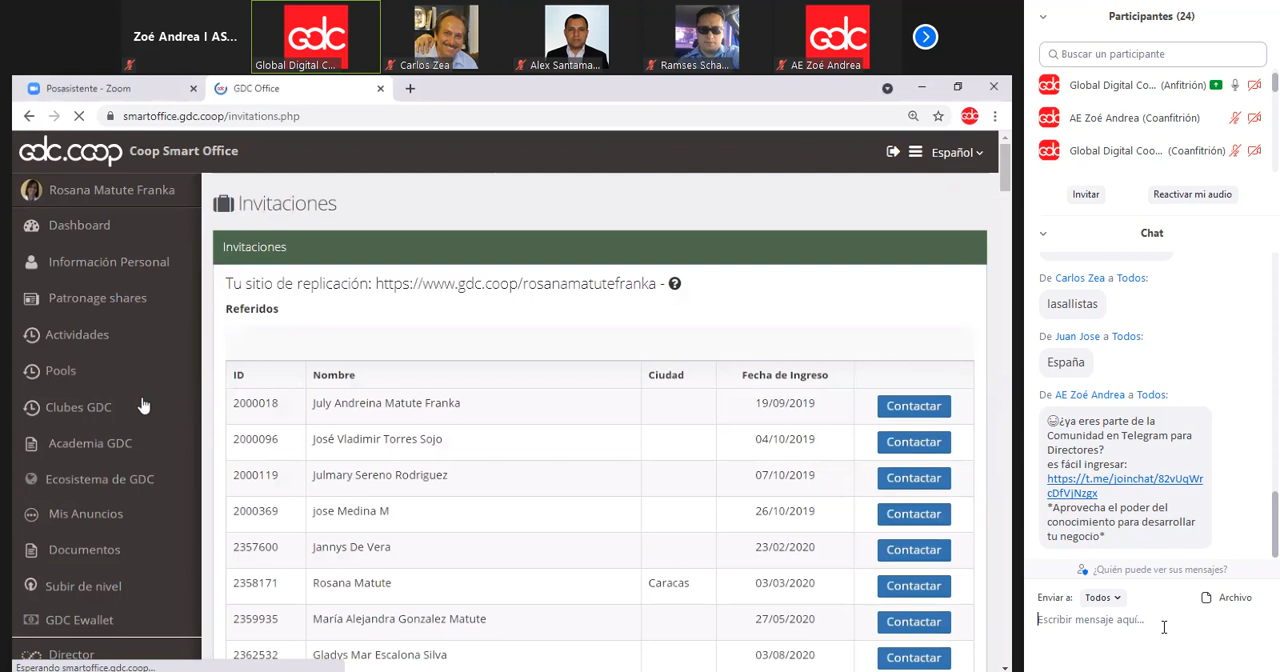 Zoé Andrea I AS...
gdc
Global Digital C...
Carlos Zea
Alex Santama...
Ramses Scha...
gdc
AE Zoé Andrea
Posasistente - Zoom
GDC Office
smartoffice.gdc.coop/invitations.php
gdc.coop Coop Smart Office
Español
Rosana Matute Franka
Dashboard
Información Personal
Patronage shares
Actividades
Pools
Clubes GDC
Academia GDC
Ecosistema de GDC
Mis Anuncios
Documentos
Subir de nivel
GDC Ewallet
Director
Esperando smartoffice.gdc.coop...
Invitaciones
Invitaciones
Tu sitio de replicación: https://www.gdc.coop/rosanamatutefranka -
Referidos
ID Nombre Ciudad Fecha de Ingreso
2000018 July Andreina Matute Franka 19/09/2019 Contactar
2000096 José Vladimir Torres Sojo 04/10/2019 Contactar
2000119 Julmary Sereno Rodriguez 07/10/2019 Contactar
2000369 jose Medina M 26/10/2019 Contactar
2357600 Jannys De Vera 23/02/2020 Contactar
2358171 Rosana Matute Caracas 03/03/2020 Contactar
2359935 María Alejandra Gonzalez Matute 27/05/2020 Contactar
2362532 Gladys Mar Escalona Silva 03/08/2020 Contactar
Participantes (24)
Buscar un participante
Global Digital Co... (Anfitrión)
AE Zoé Andrea (Coanfitrión)
Global Digital Coo... (Coanfitrión)
Invitar Reactivar mi audio
Chat
De Carlos Zea a Todos:
lasallistas
De Juan Jose a Todos:
España
De AE Zoé Andrea a Todos:
¿ya eres parte de la
Comunidad en Telegram para
Directores?
es fácil ingresar:
https://t.me/joinchat/82vUqWr
cDfVjNzgx
*Aprovecha el poder del
conocimiento para desarrollar
tu negocio*
¿Quién puede ver sus mensajes?
Enviar a: Todos Archivo
Escribir mensaje aquí...